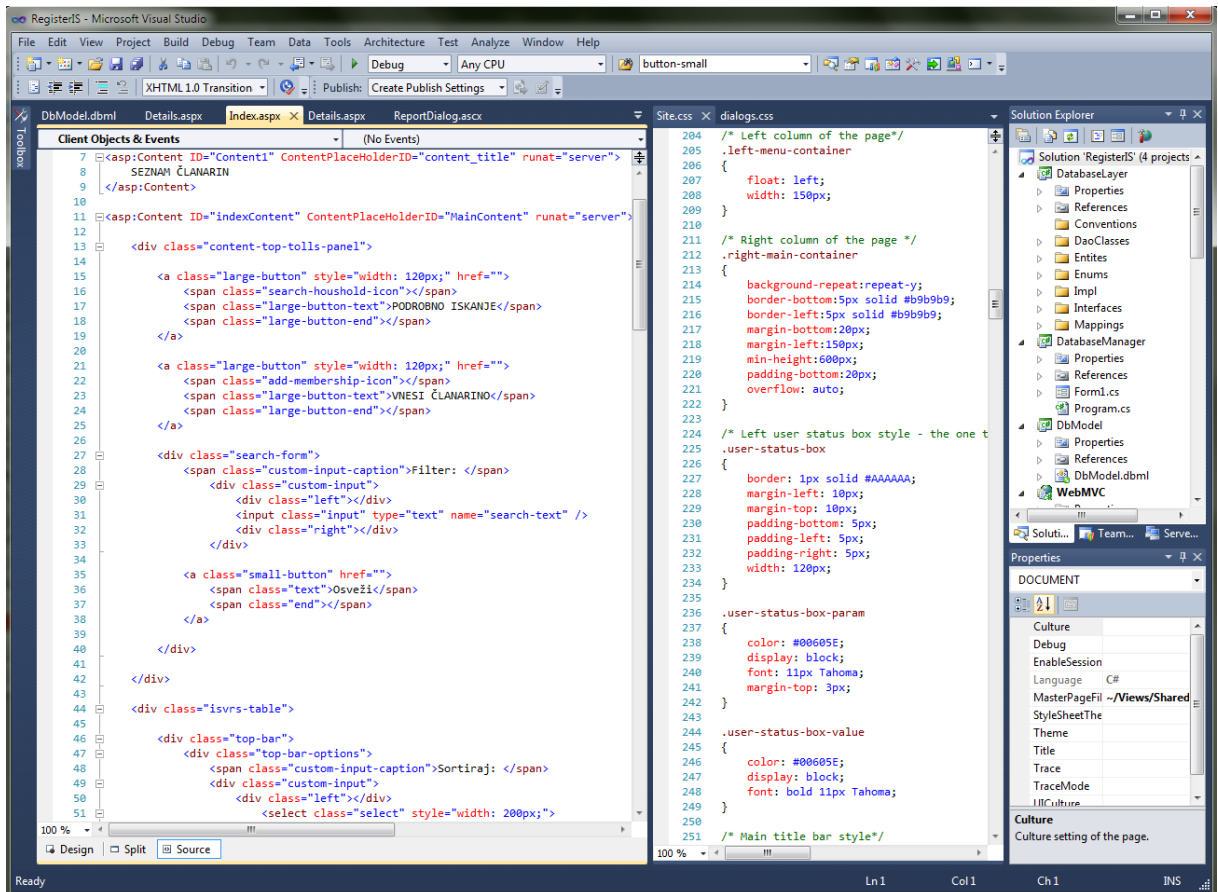 RegisterIS - Microsoft Visual Studio
File Edit View Project Build Debug Team Data Tools Architecture Test Analyze Window Help
Debug Any CPU button-small
XHTML 1.0 Transition Publish: Create Publish Settings
Toolbox
DbModel.dbml Details.aspx Index.aspx Details.aspx ReportDialog.ascx
Client Objects & Events (No Events)
7 <asp:Content ID="Content1" ContentPlaceHolderID="content_title" runat="server">
8 SEZNAM ČLANARIN
9 </asp:Content>
10
11 <asp:Content ID="indexContent" ContentPlaceHolderID="MainContent" runat="server">
12
13 <div class="content-top-tolls-panel">
14
15 <a class="large-button" style="width: 120px;" href="">
16 <span class="search-houshold-icon"></span>
17 <span class="large-button-text">PODROBNO ISKANJE</span>
18 <span class="large-button-end"></span>
19 </a>
20
21 <a class="large-button" style="width: 120px;" href="">
22 <span class="add-membership-icon"></span>
23 <span class="large-button-text">VNESI ČLANARINO</span>
24 <span class="large-button-end"></span>
25 </a>
26
27 <div class="search-form">
28 <span class="custom-input-caption">Filter: </span>
29 <div class="custom-input">
30 <div class="left"></div>
31 <input class="input" type="text" name="search-text" />
32 <div class="right"></div>
33 </div>
34
35 <a class="small-button" href="">
36 <span class="text">Osveži</span>
37 <span class="end"></span>
38 </a>
39
40 </div>
41
42 </div>
43
44 <div class="isvrs-table">
45
46 <div class="top-bar">
47 <div class="top-bar-options">
48 <span class="custom-input-caption">Sortiraj: </span>
49 <div class="custom-input">
50 <div class="left"></div>
51 <select class="select" style="width: 200px;">
100 %
Design Split Source
Site.css dialogs.css
204 /* Left column of the page*/
205 .left-menu-container
206 {
207 float: left;
208 width: 150px;
209 }
210
211 /* Right column of the page */
212 .right-main-container
213 {
214 background-repeat:repeat-y;
215 border-bottom:5px solid #b9b9b9;
216 border-left:5px solid #b9b9b9;
217 margin-bottom:20px;
218 margin-left:150px;
219 min-height:600px;
220 padding-bottom:20px;
221 overflow: auto;
222 }
223
224 /* Left user status box style - the one t
225 .user-status-box
226 {
227 border: 1px solid #AAAAAA;
228 margin-left: 10px;
229 margin-top: 10px;
230 padding-bottom: 5px;
231 padding-left: 5px;
232 padding-right: 5px;
233 width: 120px;
234 }
235
236 .user-status-box-param
237 {
238 color: #00605E;
239 display: block;
240 font: 11px Tahoma;
241 margin-top: 3px;
242 }
243
244 .user-status-box-value
245 {
246 color: #00605E;
247 display: block;
248 font: bold 11px Tahoma;
249 }
250
251 /* Main title bar style*/
100 %
Solution Explorer
Solution 'RegisterIS' (4 projects
DatabaseLayer
Properties
References
Conventions
DaoClasses
Entites
Enums
Impl
Interfaces
Mappings
DatabaseManager
Properties
References
Form1.cs
Program.cs
DbModel
Properties
References
DbModel.dbml
WebMVC
Soluti... Team... Serve...
Properties
DOCUMENT
Culture
Debug
EnableSession
Language C#
MasterPageFil ~/Views/Shared
StyleSheetThe
Theme
Title
Trace
TraceMode
UICulture
Culture
Culture setting of the page.
Ready Ln 1 Col 1 Ch 1 INS